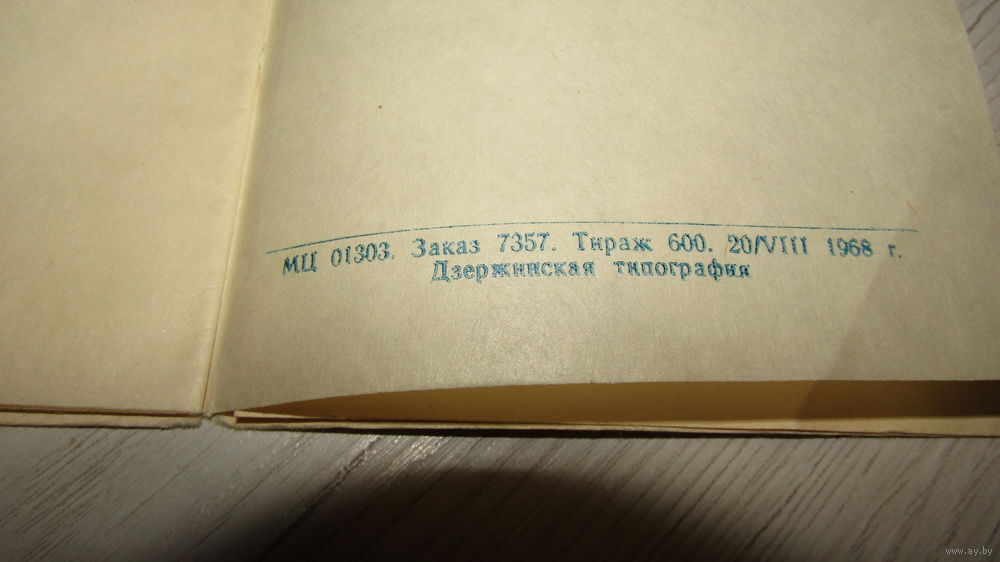 МЦ 01303. Заказ 7357. Тираж 600. 20/VIII 1968 г.
Дзержинская типография
www.ay.by